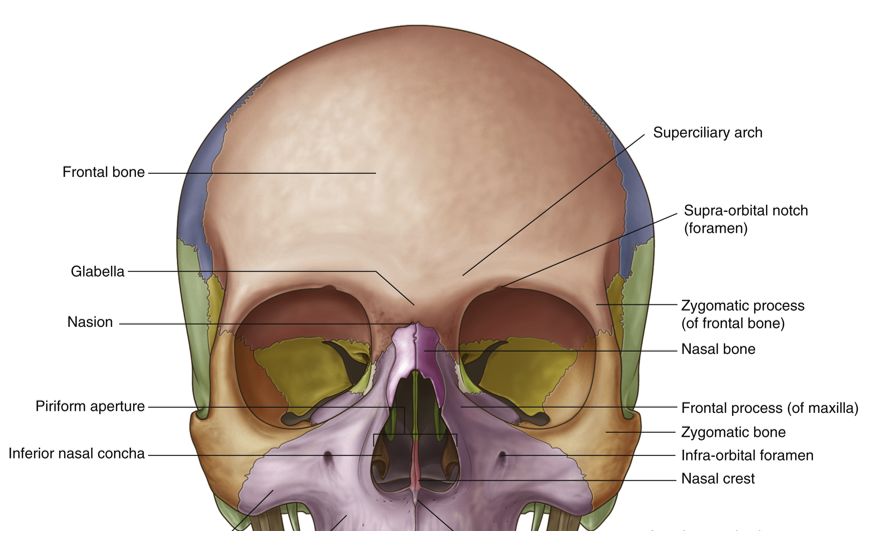 Superciliary arch
Frontal bone
Supra-orbital notch
(foramen)
Glabella
Zygomatic process
(of frontal bone)
Nasion
Nasal bone
Piriform aperture
Frontal process (of maxilla)
Zygomatic bone
Inferior nasal concha
Infra-orbital foramen
Nasal crest